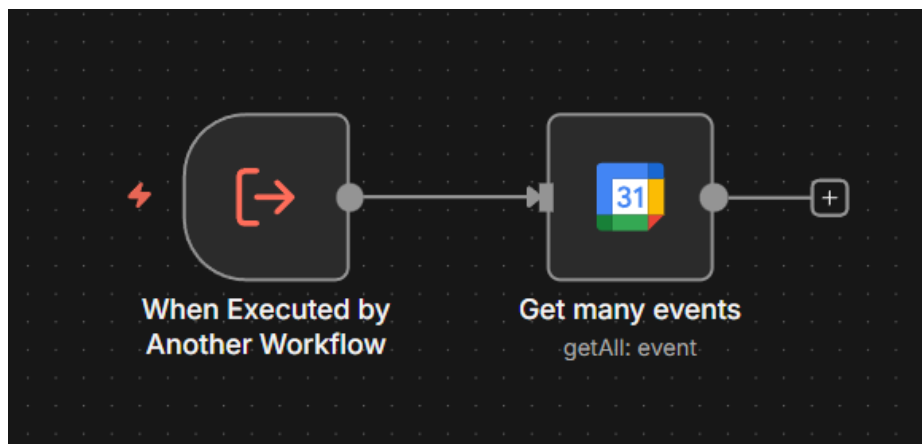 31
When Executed by
Another Workflow
Get many events
getAll: event